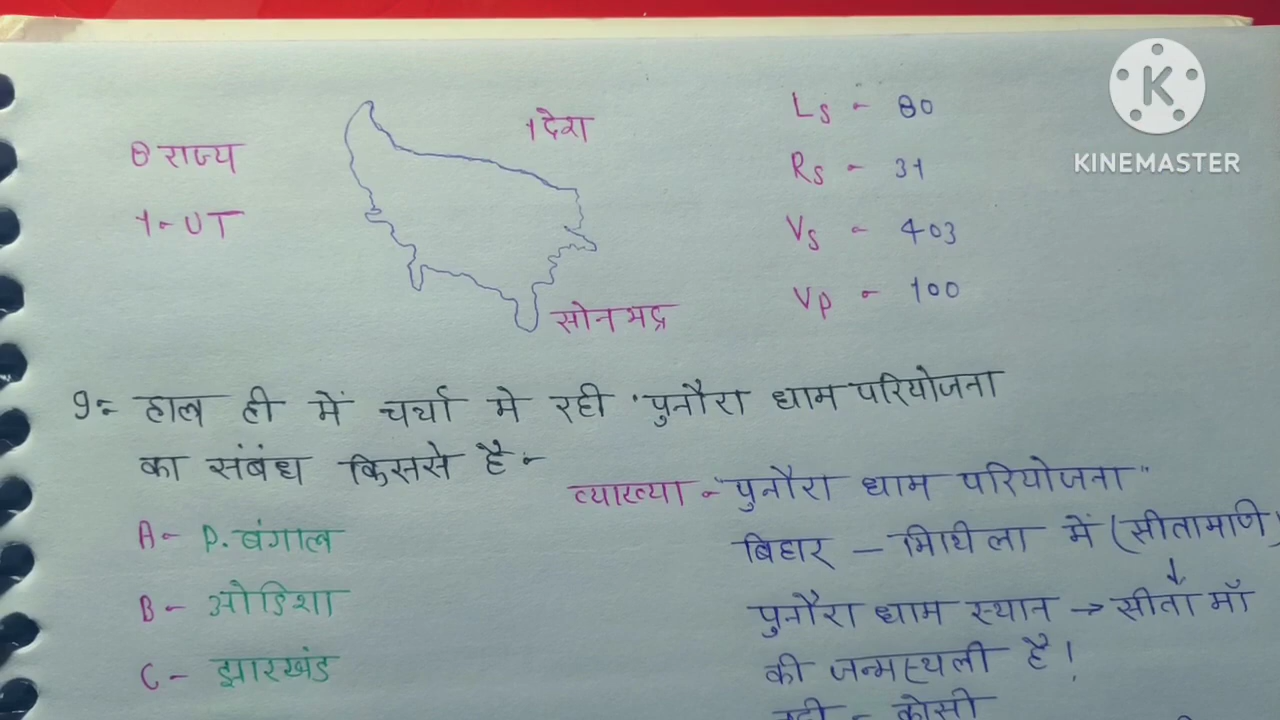 8 राज्य
1 - UT
1 देश
सोनभद्र
Ls - 80
Rs - 31
Vs - 403
Vp - 100
K
KINEMASTER
9:- हाल ही में चर्चा मे रही 'पुनौरा धाम परियोजना
का संबंध किससे है -
A - P. बंगाल
B - ओडिशा
C - झारखंड
व्याख्या - "पुनौरा धाम परियोजना"
बिहार - मिथिला में (सीतामणि)
पुनौरा धाम स्थान → सीता माँ
की जन्मस्थली है!
नदी - कोसी